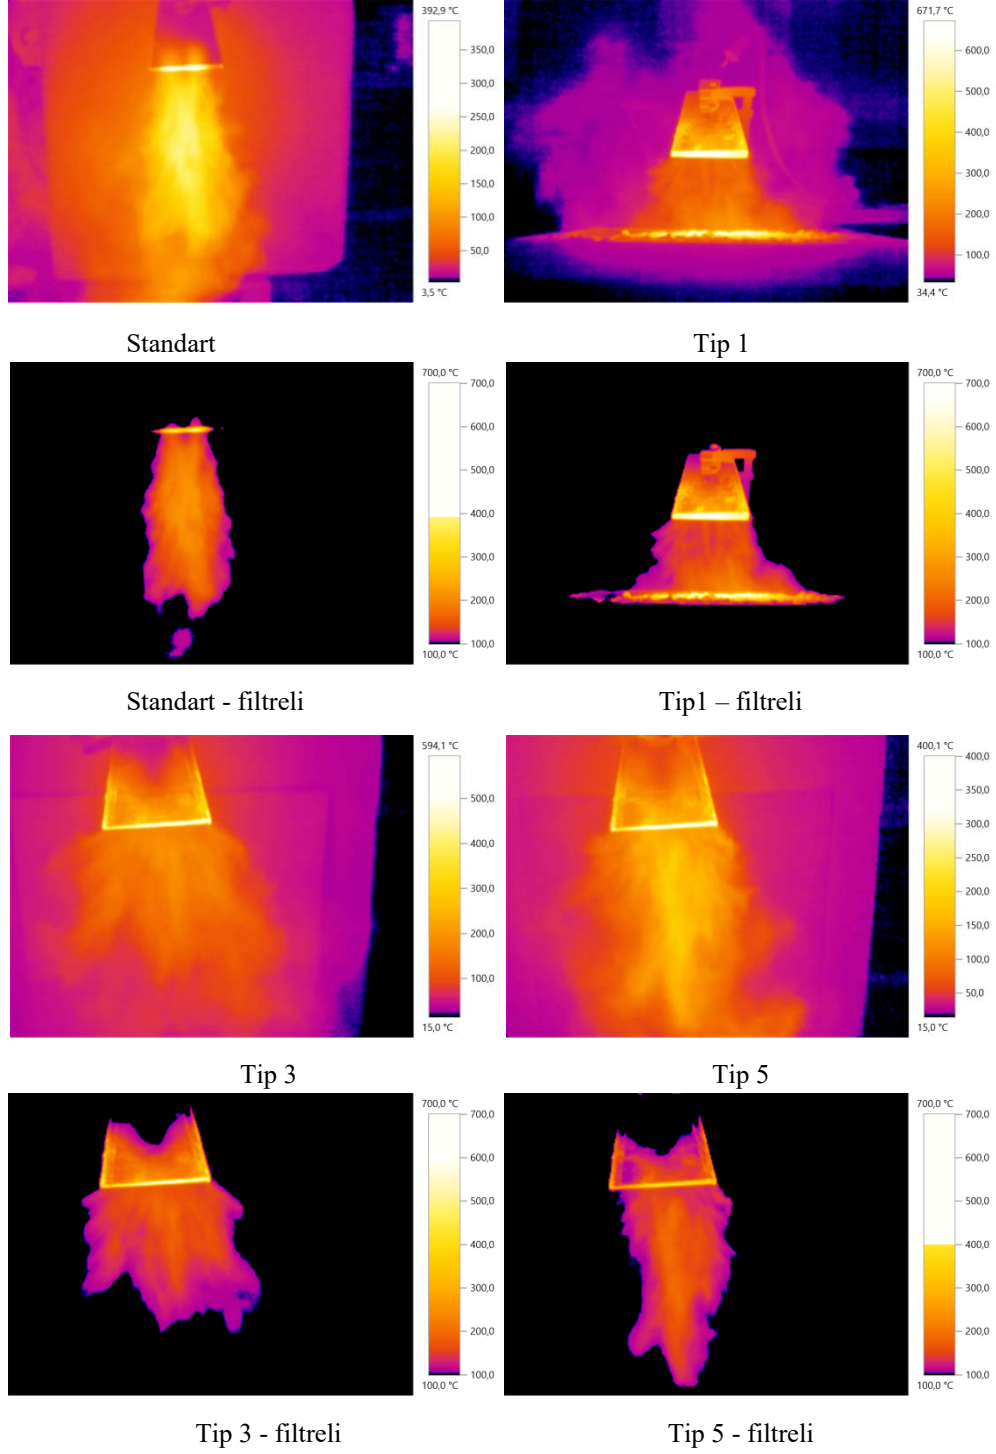 392,9 °C
350,0
300,0
250,0
200,0
150,0
100,0
50,0
3,5 °C
671,7 °C
600,0
500,0
400,0
300,0
200,0
100,0
34,4 °C
Standart
Tip 1
700,0 °C
700,0
600,0
500,0
400,0
300,0
200,0
100,0
100,0 °C
700,0 °C
700,0
600,0
500,0
400,0
300,0
200,0
100,0
100,0 °C
Standart - filtreli
Tip1 – filtreli
594,1 °C
500,0
400,0
300,0
200,0
100,0
15,0 °C
400,1 °C
400,0
350,0
300,0
250,0
200,0
150,0
100,0
50,0
15,0 °C
Tip 3
Tip 5
700,0 °C
700,0
600,0
500,0
400,0
300,0
200,0
100,0
100,0 °C
700,0 °C
700,0
600,0
500,0
400,0
300,0
200,0
100,0
100,0 °C
Tip 3 - filtreli
Tip 5 - filtreli